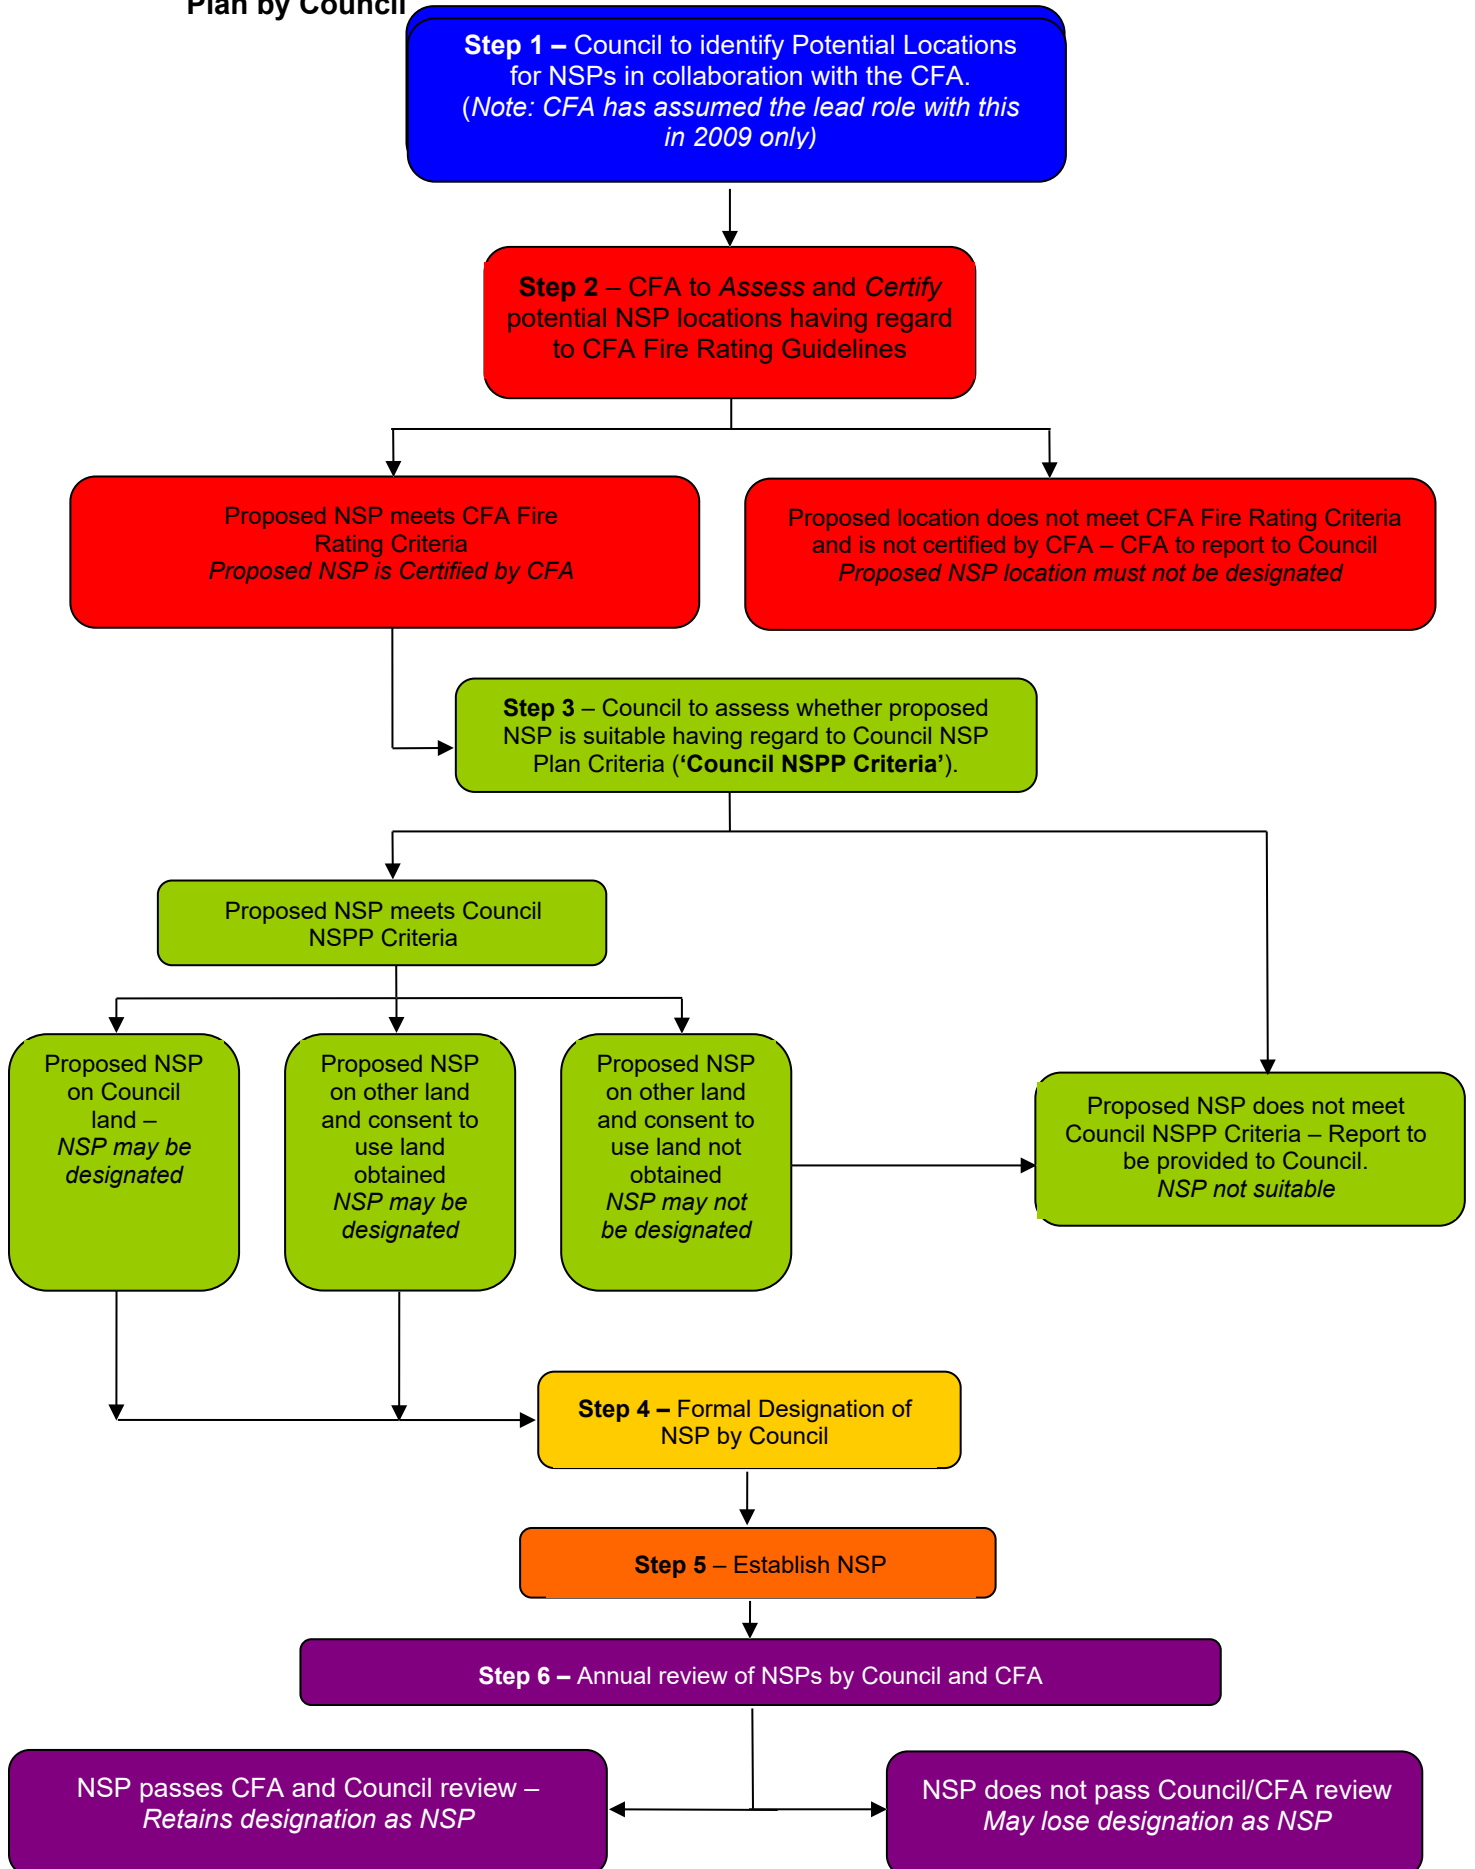 Plan by Council
Step 1 – Council to identify Potential Locations
for NSPs in collaboration with the CFA.
(Note: CFA has assumed the lead role with this
in 2009 only)
Step 2 – CFA to Assess and Certify
potential NSP locations having regard
to CFA Fire Rating Guidelines
Proposed NSP meets CFA Fire
Rating Criteria
Proposed NSP is Certified by CFA
Proposed location does not meet CFA Fire Rating Criteria
and is not certified by CFA – CFA to report to Council
Proposed NSP location must not be designated
Step 3 – Council to assess whether proposed
NSP is suitable having regard to Council NSP
Plan Criteria (‘Council NSPP Criteria’).
Proposed NSP meets Council
NSPP Criteria
Proposed NSP
on Council
land –
NSP may be
designated
Proposed NSP
on other land
and consent to
use land
obtained
NSP may be
designated
Proposed NSP
on other land
and consent to
use land not
obtained
NSP may not
be designated
Proposed NSP does not meet
Council NSPP Criteria – Report to
be provided to Council.
NSP not suitable
Step 4 – Formal Designation of
NSP by Council
Step 5 – Establish NSP
Step 6 – Annual review of NSPs by Council and CFA
NSP passes CFA and Council review –
Retains designation as NSP
NSP does not pass Council/CFA review
May lose designation as NSP